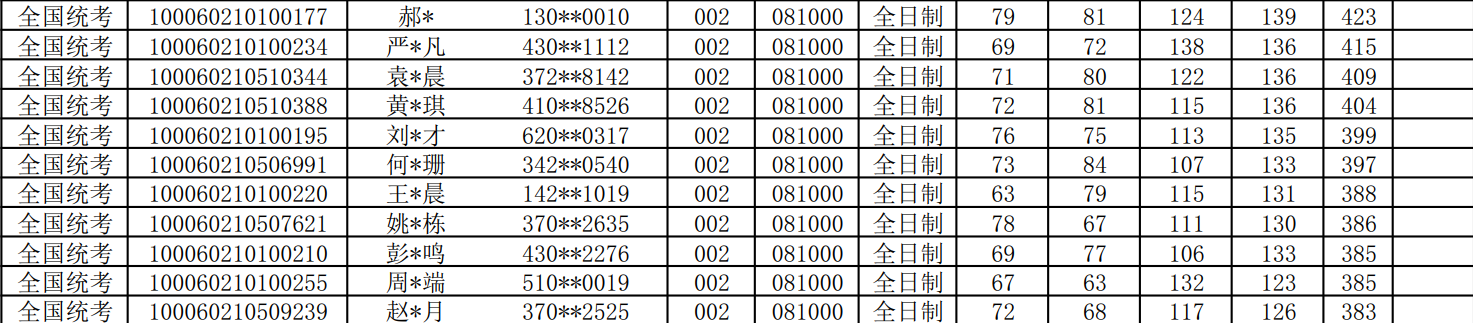 全国统考 100060210100177 郝* 130**0010 002 081000 全日制 79 81 124 139 423
全国统考 100060210100234 严*凡 430**1112 002 081000 全日制 69 72 138 136 415
全国统考 100060210510344 袁*晨 372**8142 002 081000 全日制 71 80 122 136 409
全国统考 100060210510388 黄*琪 410**8526 002 081000 全日制 72 81 115 136 404
全国统考 100060210100195 刘*才 620**0317 002 081000 全日制 76 75 113 135 399
全国统考 100060210506991 何*珊 342**0540 002 081000 全日制 73 84 107 133 397
全国统考 100060210100220 王*晨 142**1019 002 081000 全日制 63 79 115 131 388
全国统考 100060210507621 姚*栋 370**2635 002 081000 全日制 78 67 111 130 386
全国统考 100060210100210 彭*鸣 430**2276 002 081000 全日制 69 77 106 133 385
全国统考 100060210100255 周*端 510**0019 002 081000 全日制 67 63 132 123 385
全国统考 100060210509239 赵*月 370**2525 002 081000 全日制 72 68 117 126 383